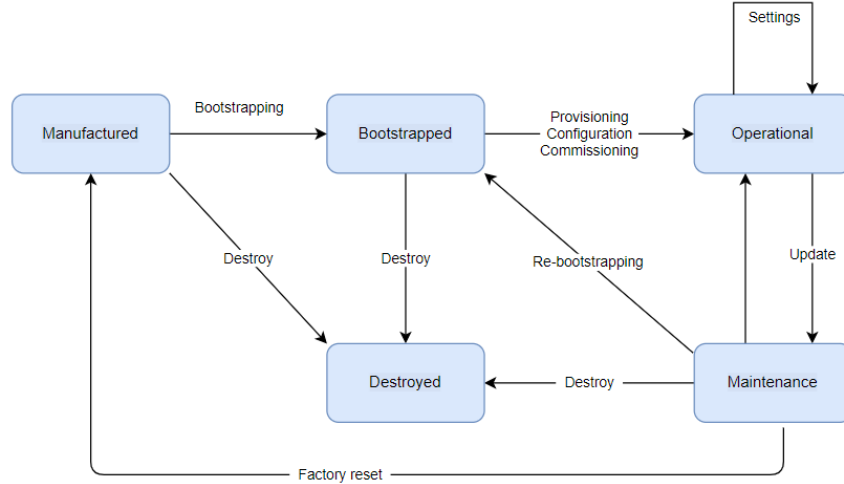 Settings
Bootstrapping
Manufactured
Bootstrapped
Provisioning
Configuration
Commissioning
Operational
Destroy
Destroy
Re-bootstrapping
Update
Destroyed
Destroy
Maintenance
Factory reset